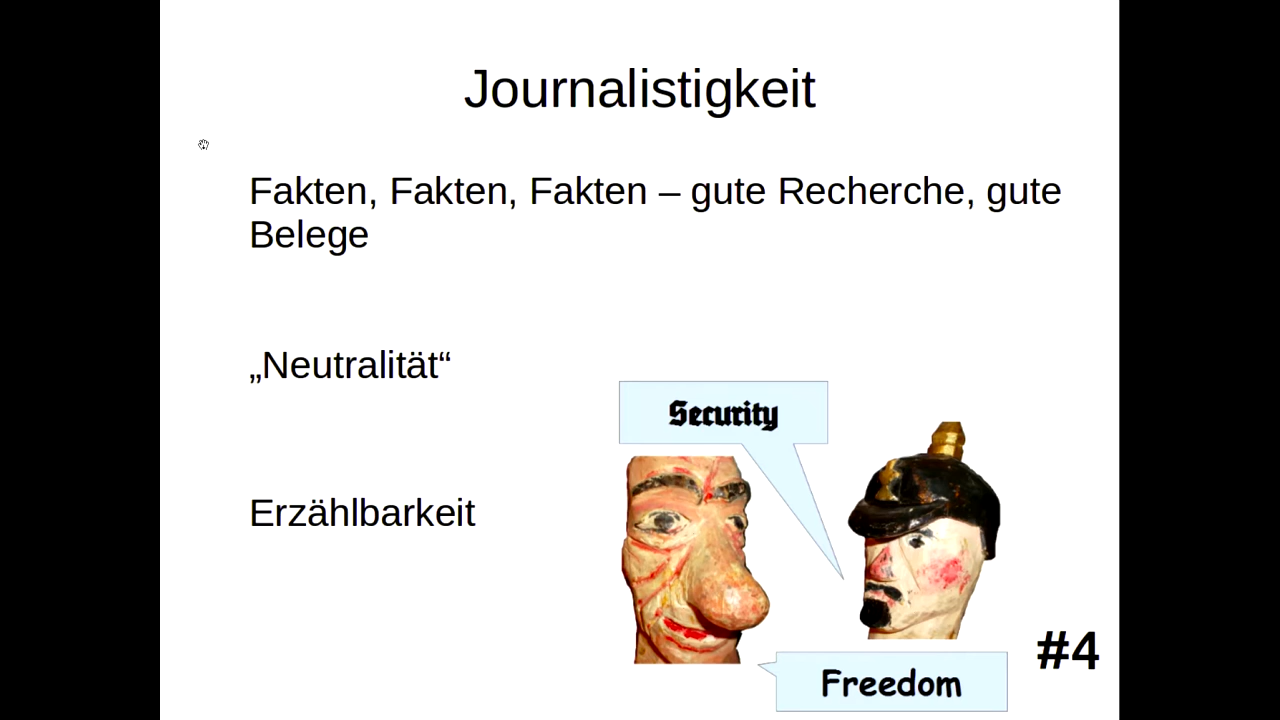 Journalistigkeit
Fakten, Fakten, Fakten – gute Recherche, gute
Belege
„Neutralität“
Security
Erzählbarkeit
#4
Freedom